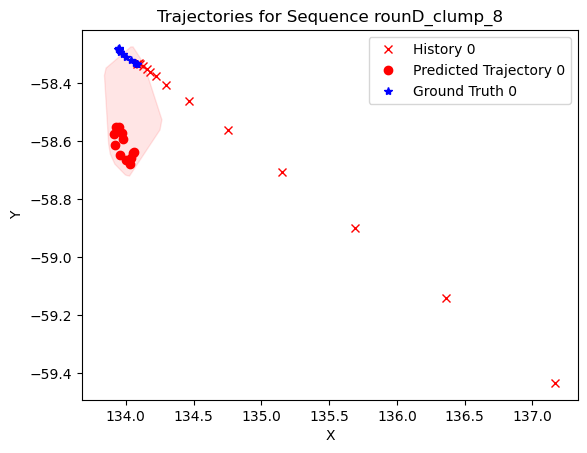 Trajectories for Sequence rounD_clump_8
History 0
Predicted Trajectory 0
Ground Truth 0
Y
−58.4
−58.6
−58.8
−59.0
−59.2
−59.4
134.0
134.5
135.0
135.5
136.0
136.5
137.0
X